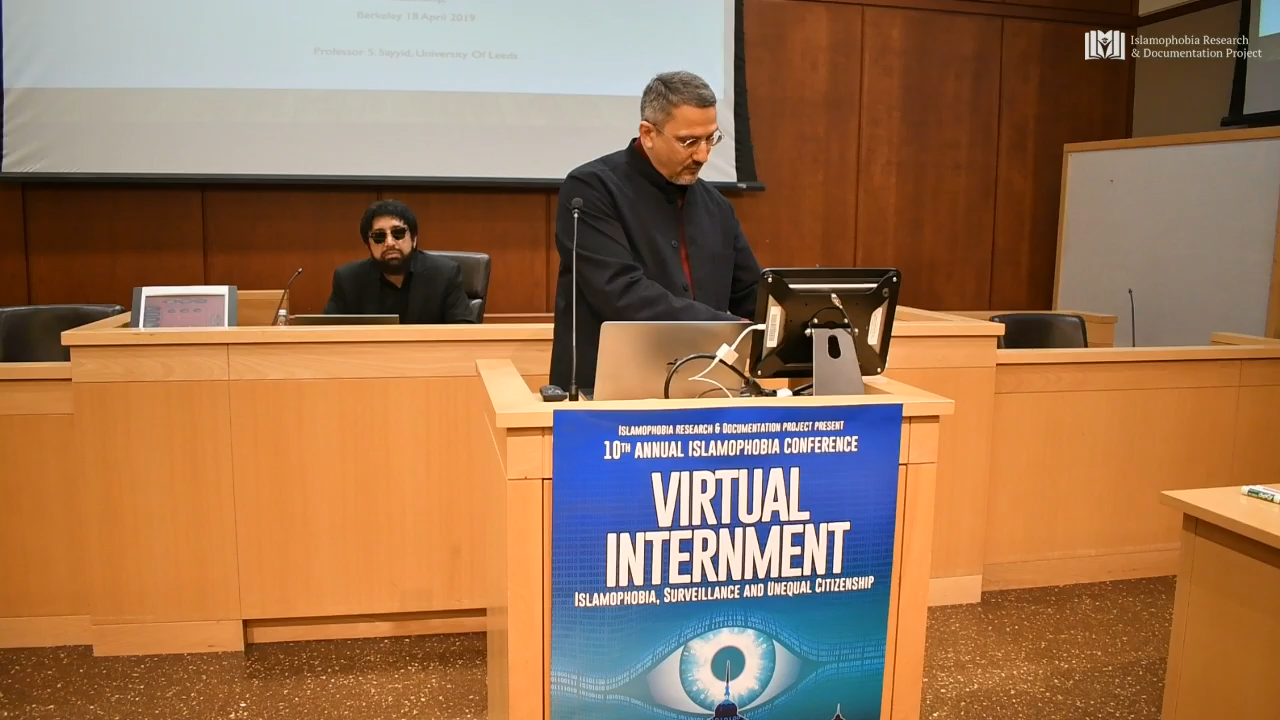 Berkeley 18 April 2019
Professor S. Sayyid, University Of Leeds
Islamophobia Research
& Documentation Project
ISLAMOPHOBIA RESEARCH & DOCUMENTATION PROJECT PRESENT
10TH ANNUAL ISLAMOPHOBIA CONFERENCE
VIRTUAL
INTERNMENT
ISLAMOPHOBIA, SURVEILLANCE AND UNEQUAL CITIZENSHIP